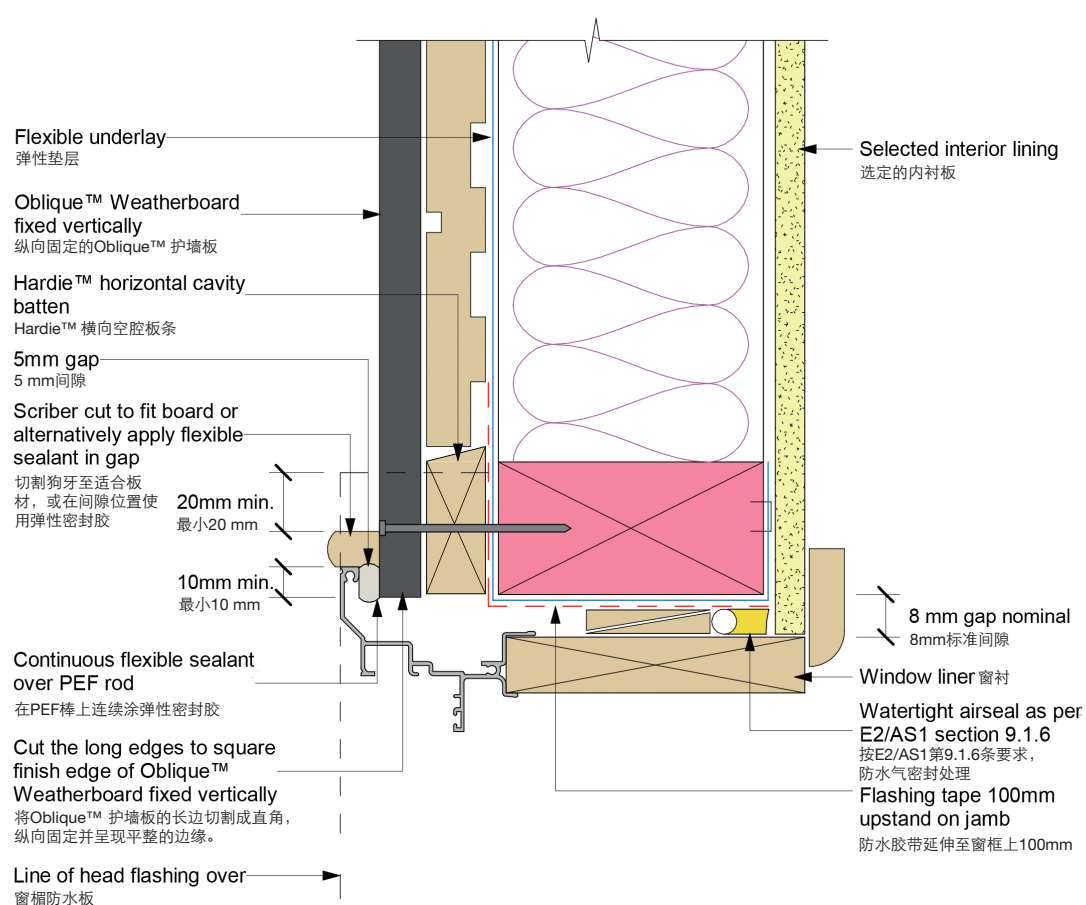 Flexible underlay
弹性垫层
Oblique™ Weatherboard
fixed vertically
纵向固定的Oblique™ 护墙板
Hardie™ horizontal cavity
batten
Hardie™ 横向空腔板条
5mm gap
5 mm间隙
Scriber cut to fit board or
alternatively apply flexible
sealant in gap
切割狗牙至适合板
材，或在间隙位置使
用弹性密封胶
20mm min.
最小20 mm
10mm min.
最小10 mm
Continuous flexible sealant
over PEF rod
在PEF棒上连续涂弹性密封胶
Cut the long edges to square
finish edge of Oblique™
Weatherboard fixed vertically
将Oblique™ 护墙板的长边切割成直角，
纵向固定并呈现平整的边缘。
Line of head flashing over
窗楣防水板
Selected interior lining
选定的内衬板
8 mm gap nominal
8mm标准间隙
Window liner 窗衬
Watertight airseal as per
E2/AS1 section 9.1.6
按E2/AS1第9.1.6条要求，
防水气密封处理
Flashing tape 100mm
upstand on jamb
防水胶带延伸至窗框上100mm